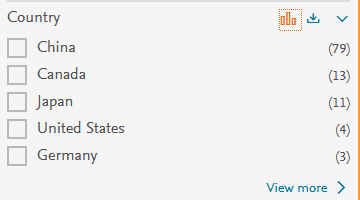 Country
China (79)
Canada (13)
Japan (11)
United States (4)
Germany (3)
View more